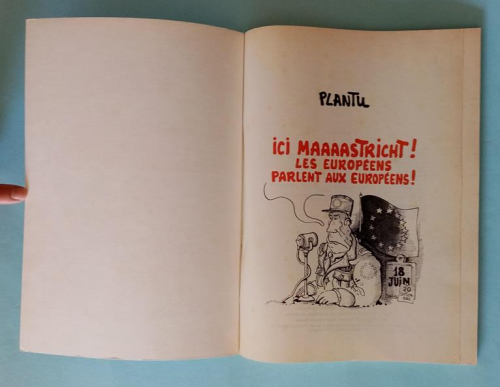 PLANTU
ICI MAAAASTRICHT!
LES EUROPÉENS
PARLENT AUX EUROPÉENS!
18
JUIN